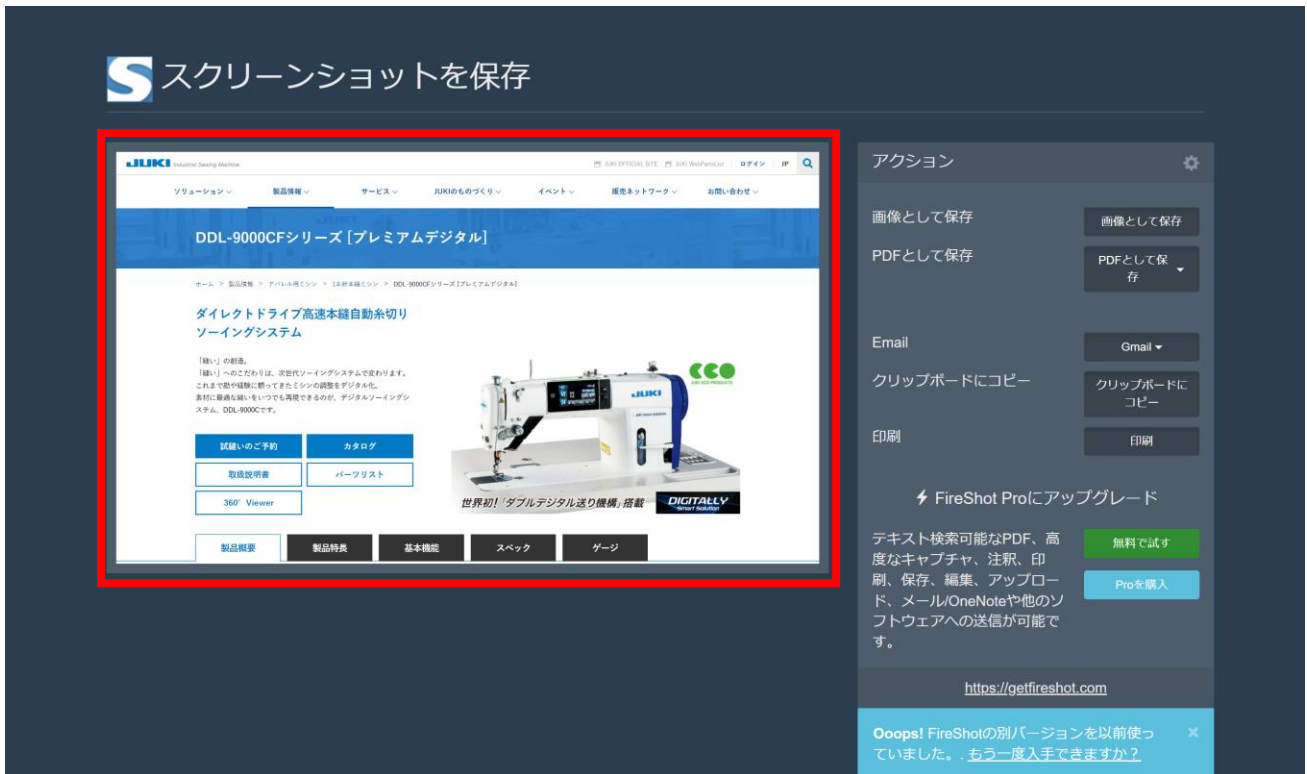 スクリーンショットを保存
JUKI Industrial Sewing Machine
JUKI OFFICIAL SITE JUKI WebPartsList ログイン JP
ソリューション 製品情報 サービス JUKIのものづくり イベント 販売ネットワーク お問い合わせ
DDL-9000CFシリーズ [プレミアムデジタル]
ホーム > 製品情報 > アパレル用ミシン > 1本針本縫ミシン > DDL-9000CFシリーズ [プレミアムデジタル]
ダイレクトドライブ高速本縫自動糸切り
ソーイングシステム
「縫い」の創造。
「縫い」へのこだわりは、次世代ソーイングシステムで変わります。
これまで勘や経験に頼ってきたミシンの調整をデジタル化。
素材に最適な縫いをいつでも再現できるのが、デジタルソーイングシ
ステム、DDL-9000Cです。
試縫いのご予約 カタログ
取扱説明書 パーツリスト
360° Viewer
JUKI ECO PRODUCTS
JUKI
世界初!「ダブルデジタル送り機構」搭載
DIGITALLY
Smart Solution
製品概要 製品特長 基本機能 スペック ゲージ
アクション
画像として保存 画像として保存
PDFとして保存 PDFとして保
存
Email Gmail
クリップボードにコピー クリップボードに
コピー
印刷 印刷
FireShot Proにアップグレード
テキスト検索可能なPDF、高
度なキャプチャ、注釈、印
刷、保存、編集、アップロー
ド、メール/OneNoteや他のソ
フトウェアへの送信が可能で
す。
無料で試す
Proを購入
https://getfireshot.com
Ooops! FireShotの別バージョンを以前使っ
ていました。. もう一度入手できますか？